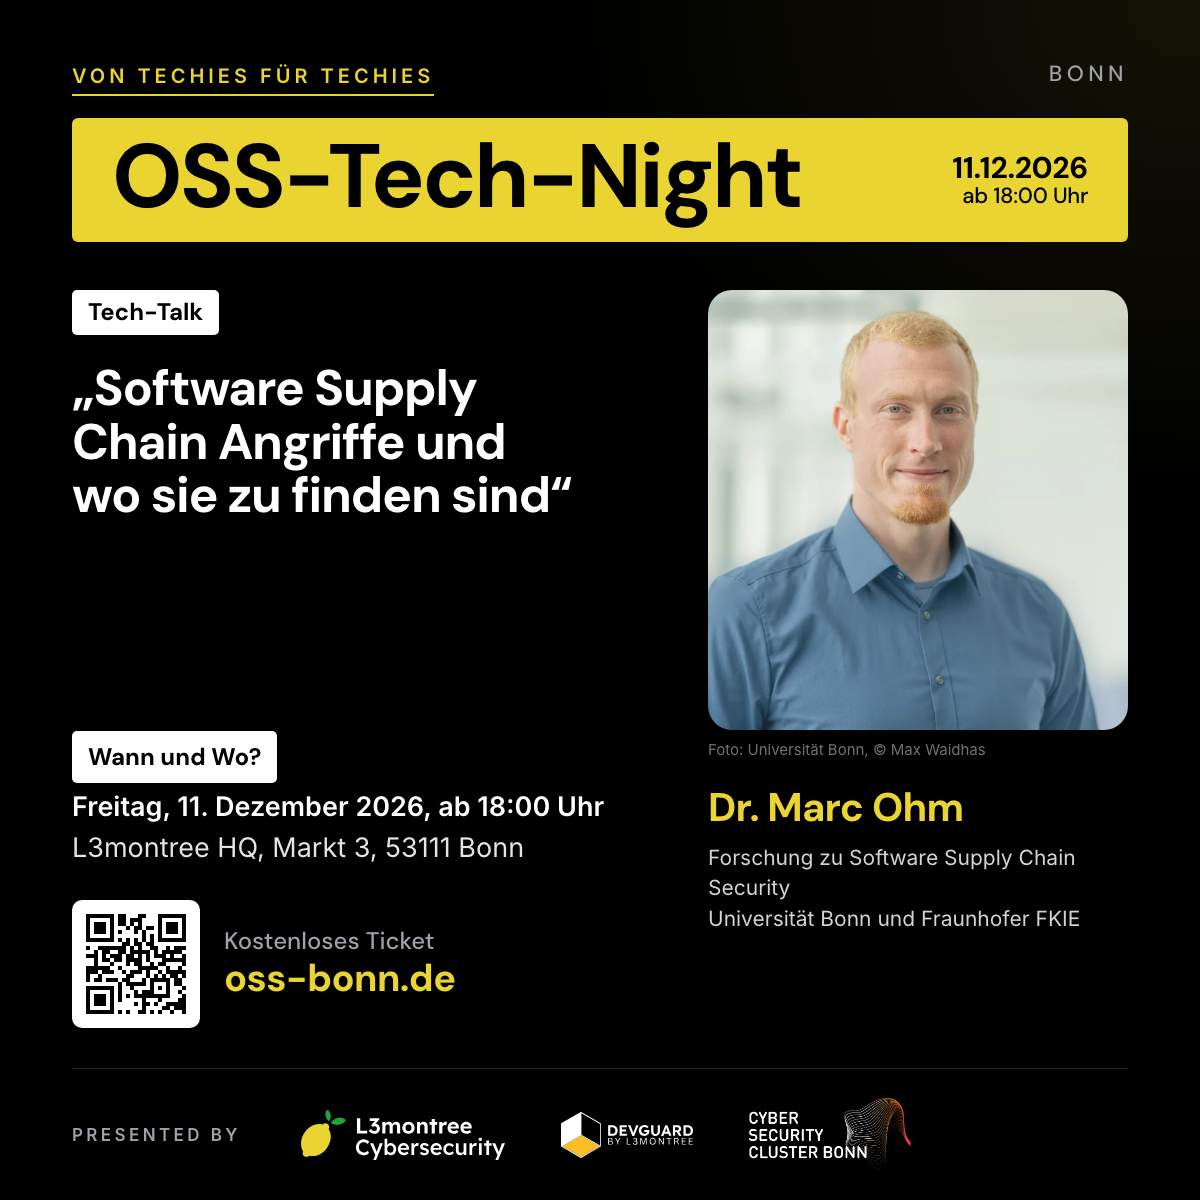 VON TECHIES FÜR TECHIES
BONN
OSS-Tech-Night
11.12.2026
ab 18:00 Uhr
Tech-Talk
„Software Supply
Chain Angriffe und
wo sie zu finden sind“
Foto: Universität Bonn, © Max Waidhas
Dr. Marc Ohm
Forschung zu Software Supply Chain
Security
Universität Bonn und Fraunhofer FKIE
Wann und Wo?
Freitag, 11. Dezember 2026, ab 18:00 Uhr
L3montree HQ, Markt 3, 53111 Bonn
Kostenloses Ticket
oss-bonn.de
PRESENTED BY
L3montree
Cybersecurity
DEVGUARD
BY L3MONTREE
CYBER
SECURITY
CLUSTER BONN